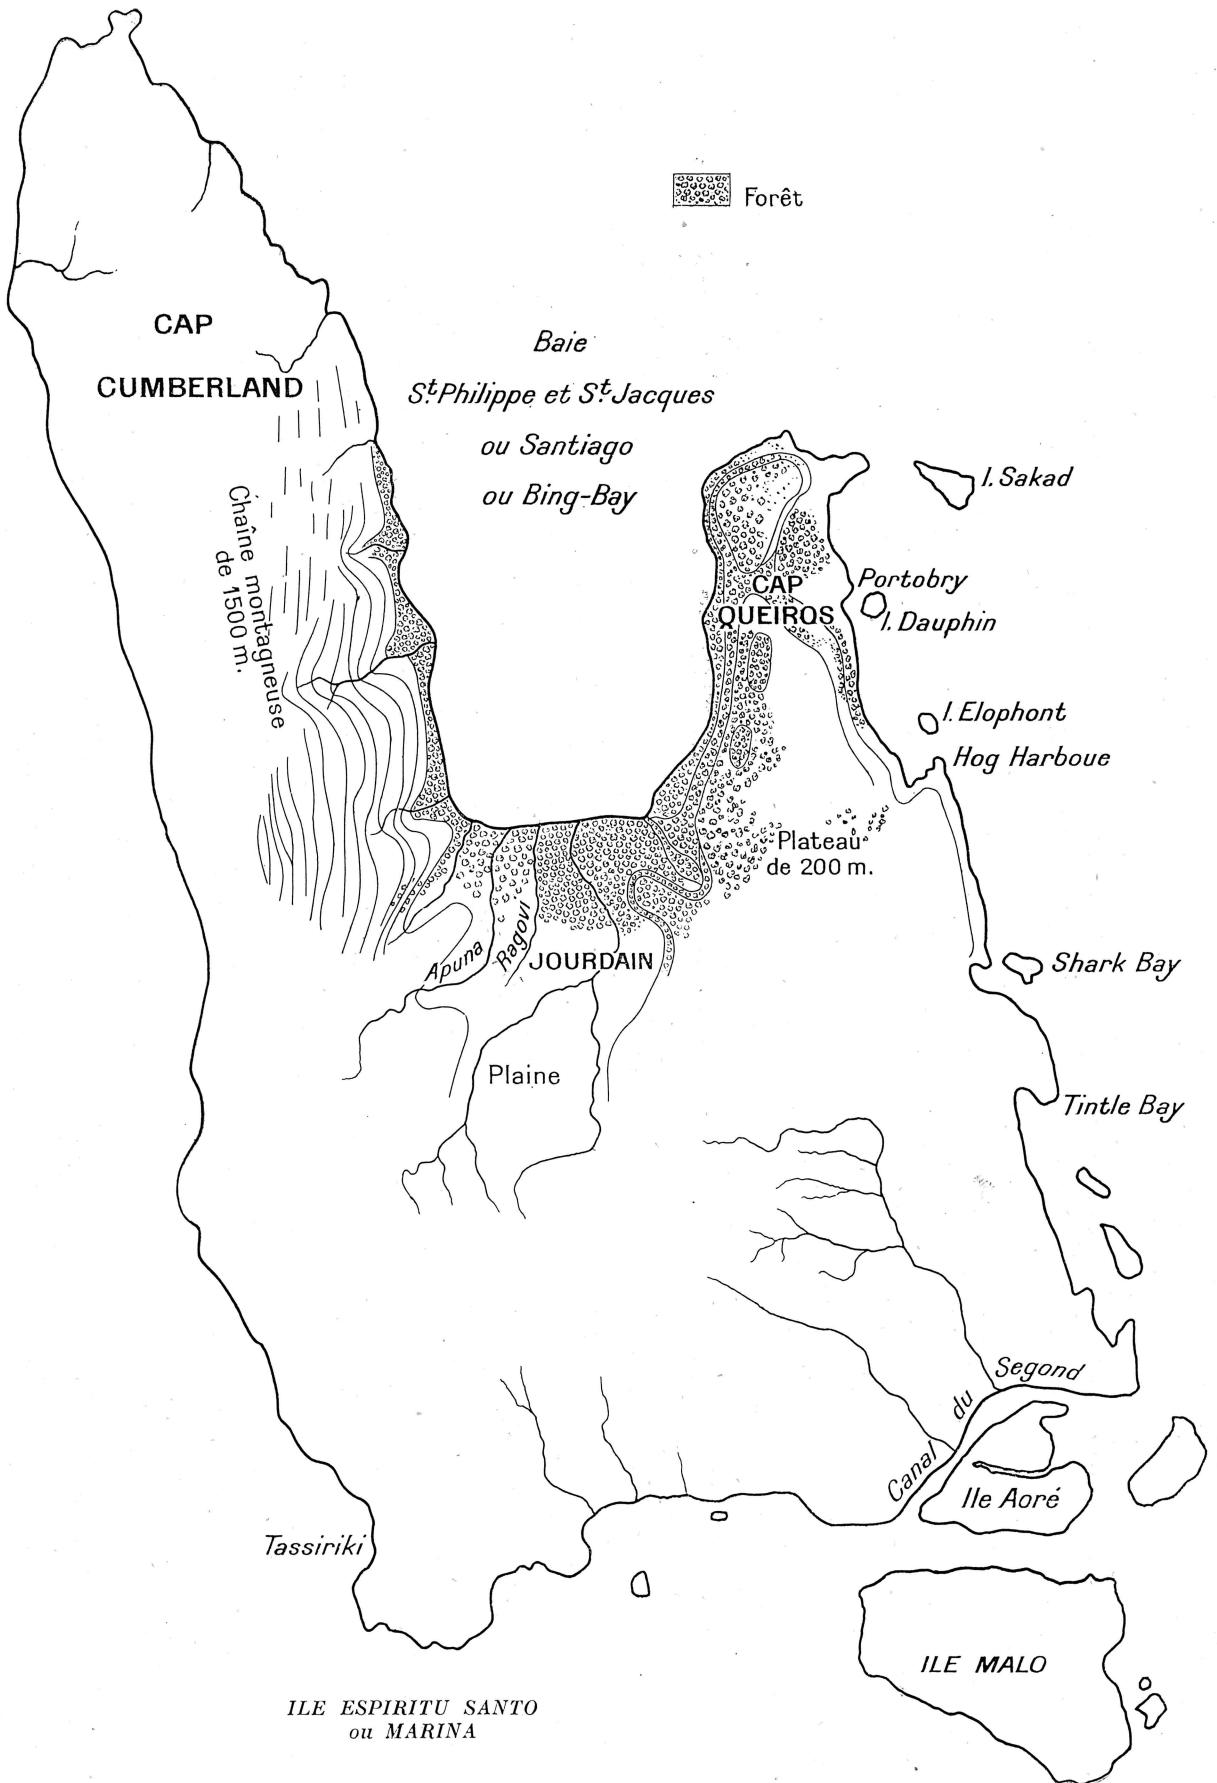 Forêt
CAP
CUMBERLAND
Baie
St. Philippe et St. Jacques
ou Santiago
ou Bing-Bay
I. Sakad
Chaîne montagneuse
de 1500 m.
CAP
QUEIROS
Portobry
I. Dauphin
I. Elophont
Hog Harboue
Plateau
de 200 m.
Apuna
Ragovi
JOURDAIN
Shark Bay
Plaine
Tintle Bay
Canal du Segond
Ile Aoré
Tassiriki
ILE MALO
ILE ESPIRITU SANTO
ou MARINA